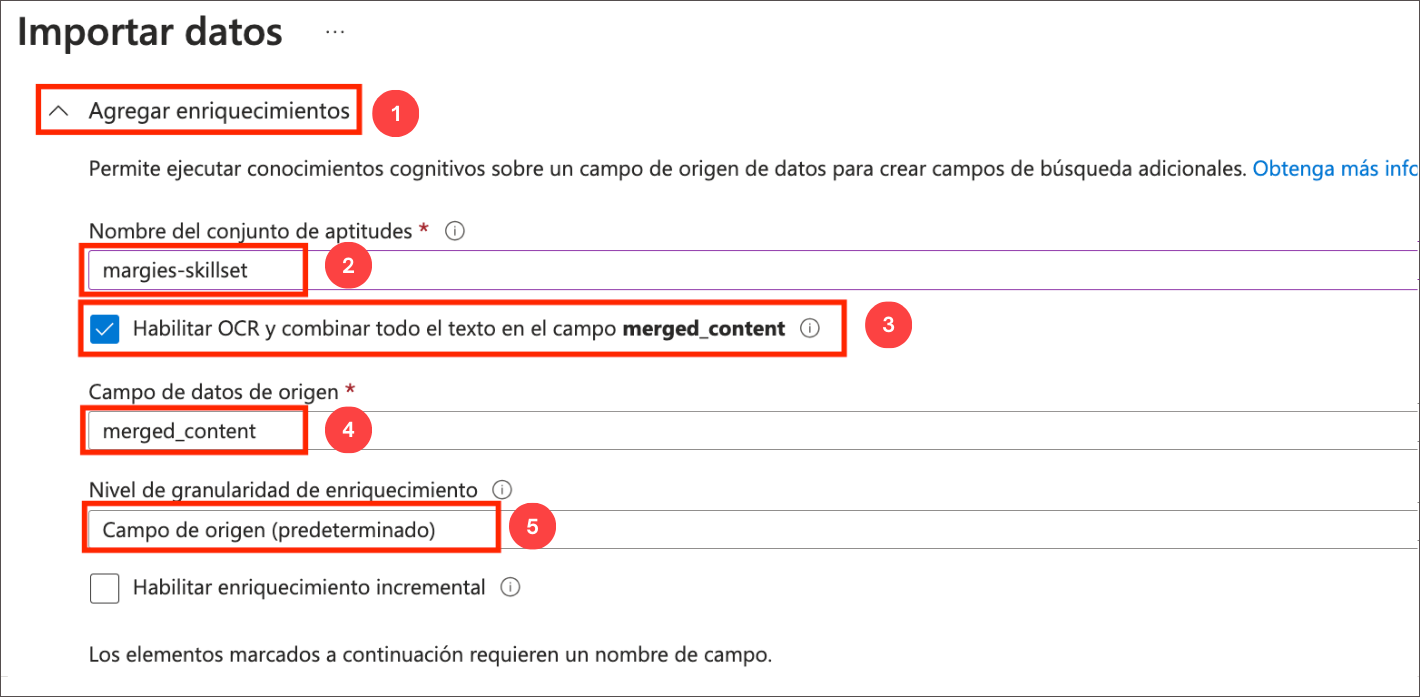 Importar datos ...
Agregar enriquecimientos 1
Permite ejecutar conocimientos cognitivos sobre un campo de origen de datos para crear campos de búsqueda adicionales. Obtenga más info
Nombre del conjunto de aptitudes *
margies-skillset 2
Habilitar OCR y combinar todo el texto en el campo merged_content 3
Campo de datos de origen *
merged_content 4
Nivel de granularidad de enriquecimiento
Campo de origen (predeterminado) 5
Habilitar enriquecimiento incremental
Los elementos marcados a continuación requieren un nombre de campo.